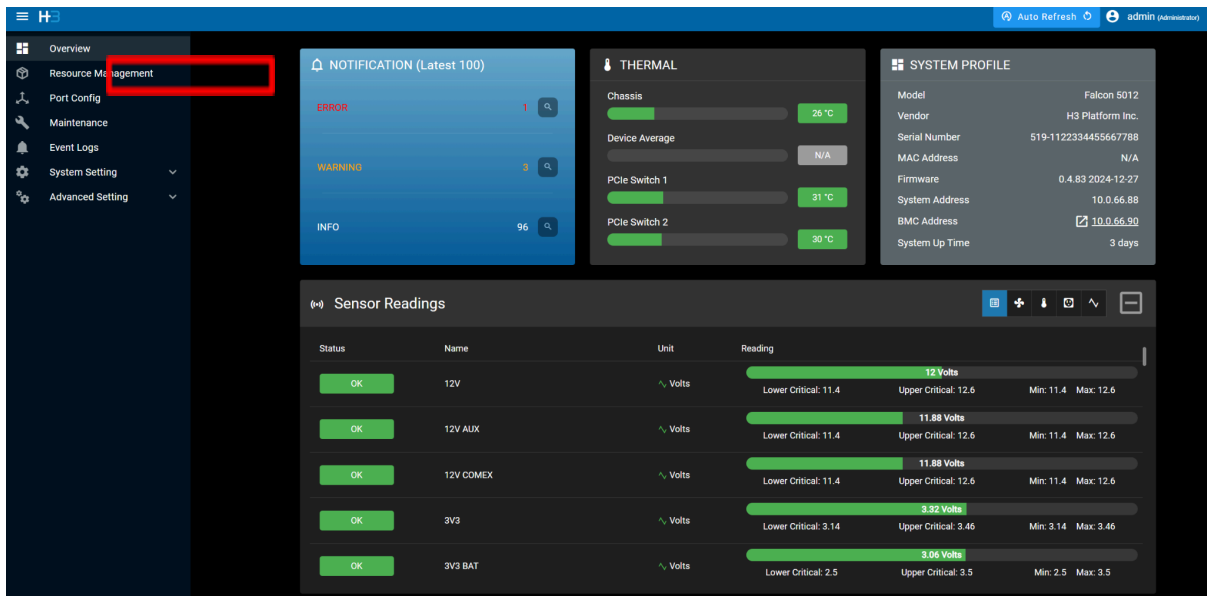 H3
Auto Refresh
admin (Administrator)
Overview
Resource Management
Port Config
Maintenance
Event Logs
System Setting
Advanced Setting
NOTIFICATION (Latest 100)
ERROR 1
WARNING 3
INFO 96
THERMAL
Chassis
26 °C
Device Average
N/A
PCIe Switch 1
31 °C
PCIe Switch 2
30 °C
SYSTEM PROFILE
Model Falcon 5012
Vendor H3 Platform Inc.
Serial Number 519-1122334455667788
MAC Address N/A
Firmware 0.4.83 2024-12-27
System Address 10.0.66.88
BMC Address 10.0.66.90
System Up Time 3 days
Sensor Readings
Status Name Unit Reading
OK 12V Volts 12 Volts
Lower Critical: 11.4 Upper Critical: 12.6 Min: 11.4 Max: 12.6
OK 12V AUX Volts 11.88 Volts
Lower Critical: 11.4 Upper Critical: 12.6 Min: 11.4 Max: 12.6
OK 12V COMEX Volts 11.88 Volts
Lower Critical: 11.4 Upper Critical: 12.6 Min: 11.4 Max: 12.6
OK 3V3 Volts 3.32 Volts
Lower Critical: 3.14 Upper Critical: 3.46 Min: 3.14 Max: 3.46
OK 3V3 BAT Volts 3.06 Volts
Lower Critical: 2.5 Upper Critical: 3.5 Min: 2.5 Max: 3.5